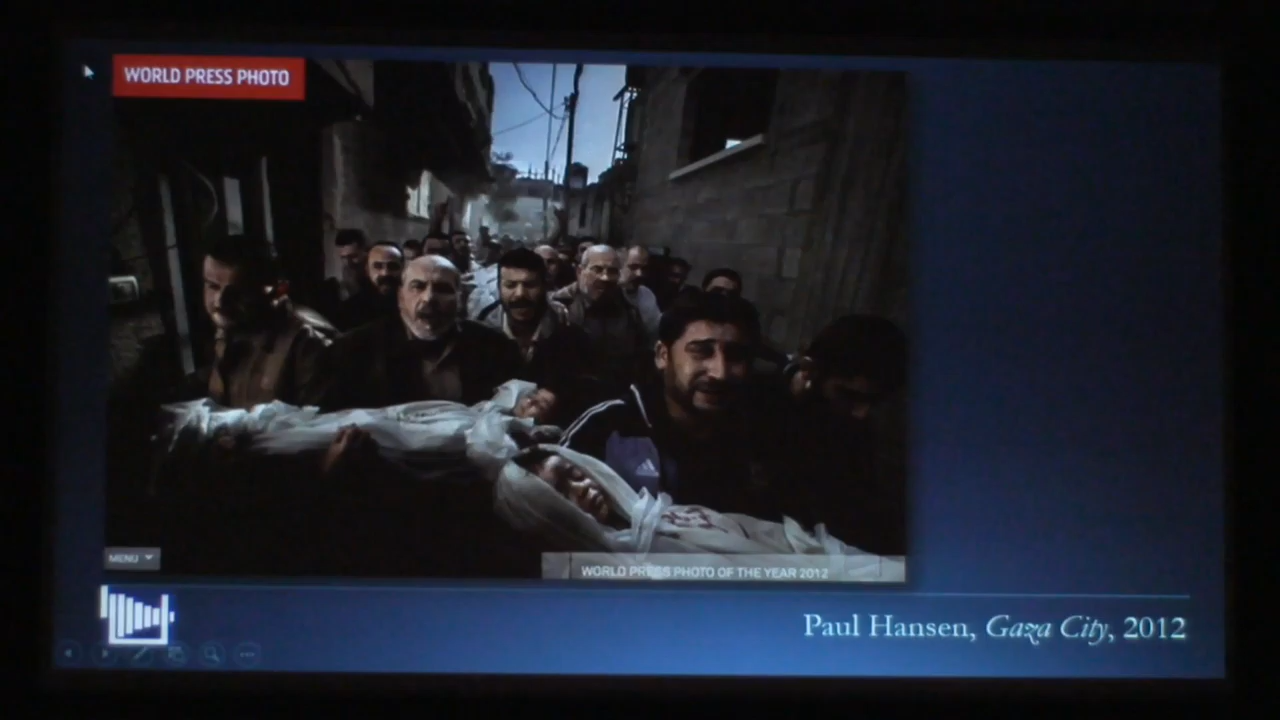 WORLD PRESS PHOTO
MENU
WORLD PRESS PHOTO OF THE YEAR 2012
Paul Hansen, Gaza City, 2012